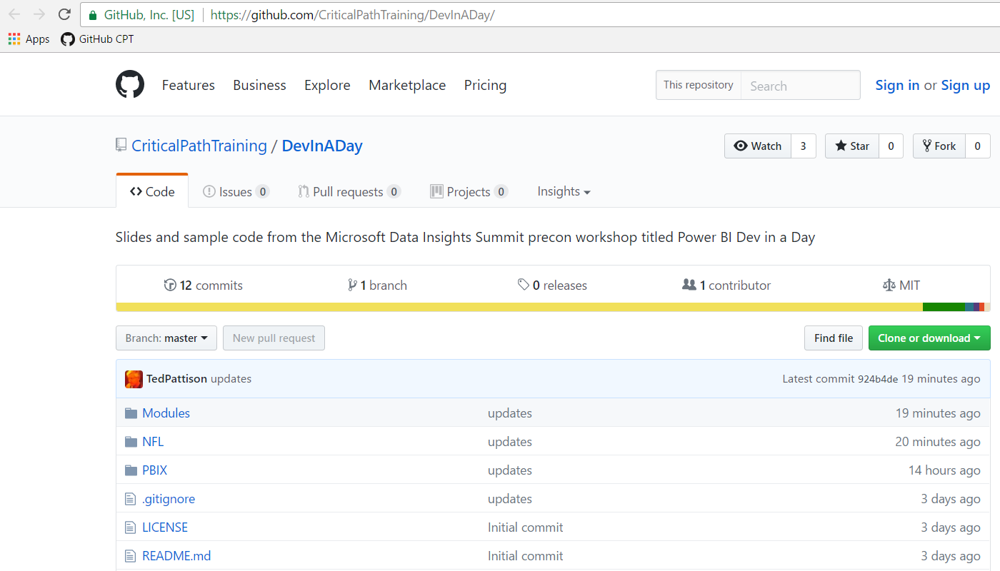 GitHub, Inc. [US] https://github.com/CriticalPathTraining/DevInADay/
Apps GitHub CPT
Features Business Explore Marketplace Pricing This repository Search Sign in or Sign up
CriticalPathTraining / DevInADay Watch 3 Star 0 Fork 0
Code Issues 0 Pull requests 0 Projects 0 Insights
Slides and sample code from the Microsoft Data Insights Summit precon workshop titled Power BI Dev in a Day
12 commits 1 branch 0 releases 1 contributor MIT
Branch: master New pull request Find file Clone or download
TedPattison updates Latest commit 924b4de 19 minutes ago
Modules updates 19 minutes ago
NFL updates 20 minutes ago
PBIX updates 14 hours ago
.gitignore updates 3 days ago
LICENSE Initial commit 3 days ago
README.md Initial commit 3 days ago